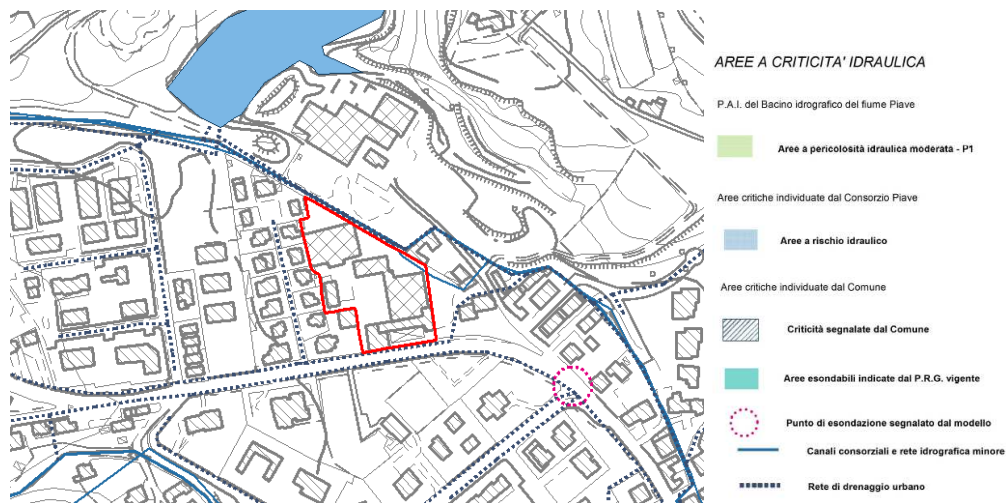 AREE A CRITICITA' IDRAULICA
P.A.I. del Bacino idrografico del fiume Piave
Aree a pericolosità idraulica moderata - P1
Aree critiche individuate dal Consorzio Piave
Aree a rischio idraulico
Aree critiche individuate dal Comune
Criticità segnalate dal Comune
Aree esondabili indicate dal P.R.G. vigente
Punto di esondazione segnalato dal modello
Canali consorziali e rete idrografica minore
Rete di drenaggio urbano